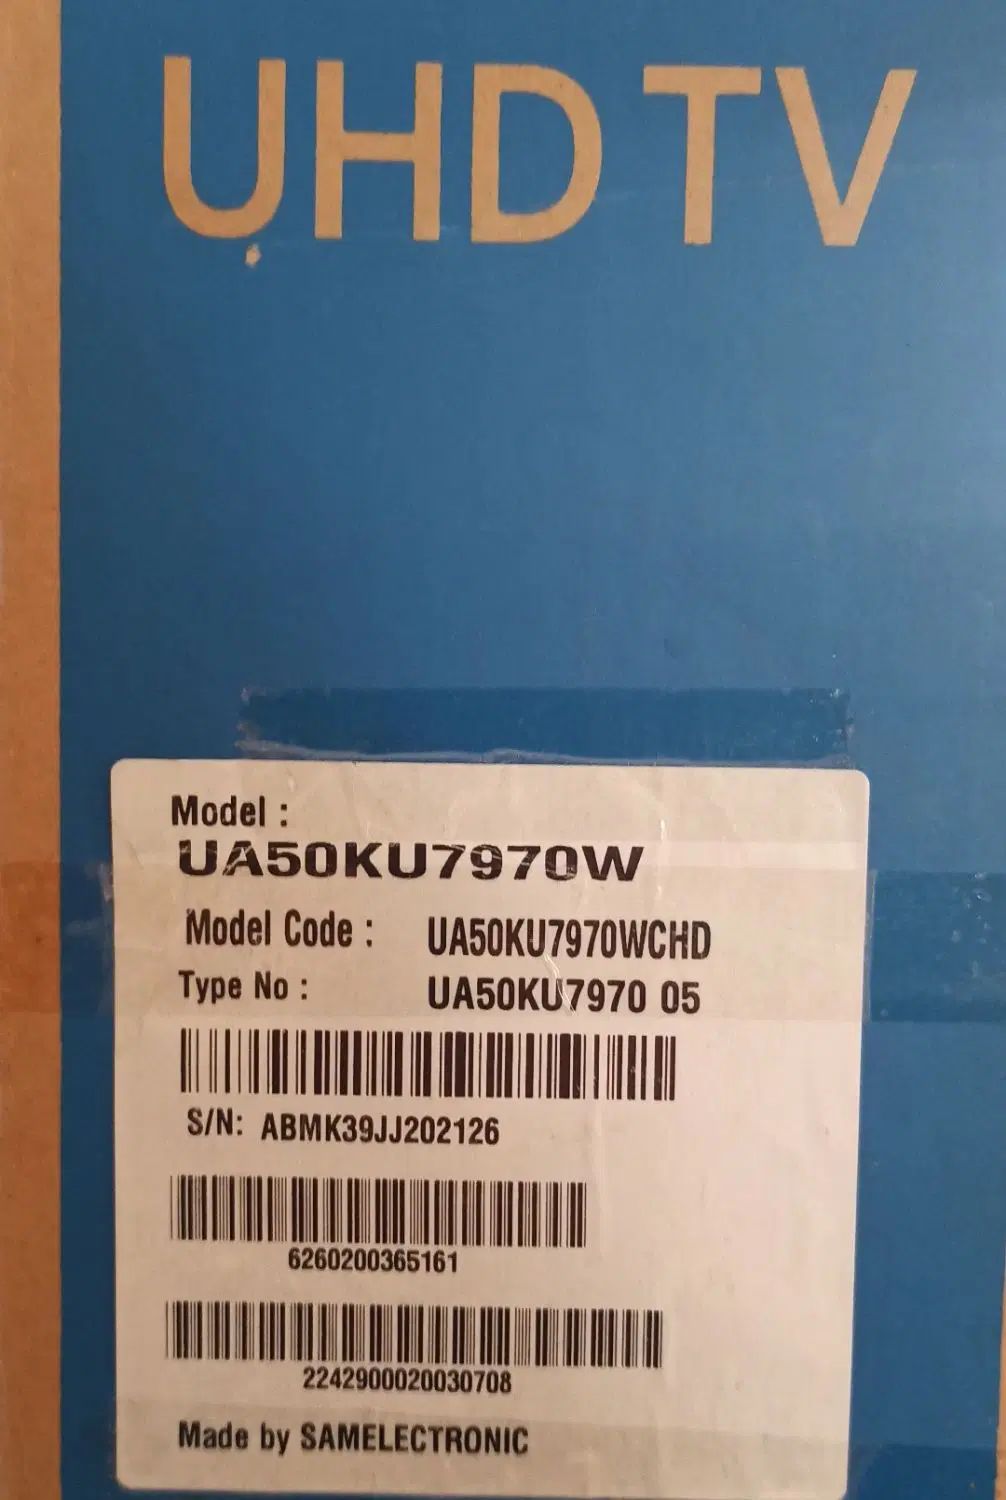 UHD TV
Model :
UA50KU7970W
Model Code : UA50KU7970WCHD
Type No : UA50KU7970 05
S/N: ABMK39JJ202126
6260200365161
2242900020030708
Made by SAMELECTRONIC